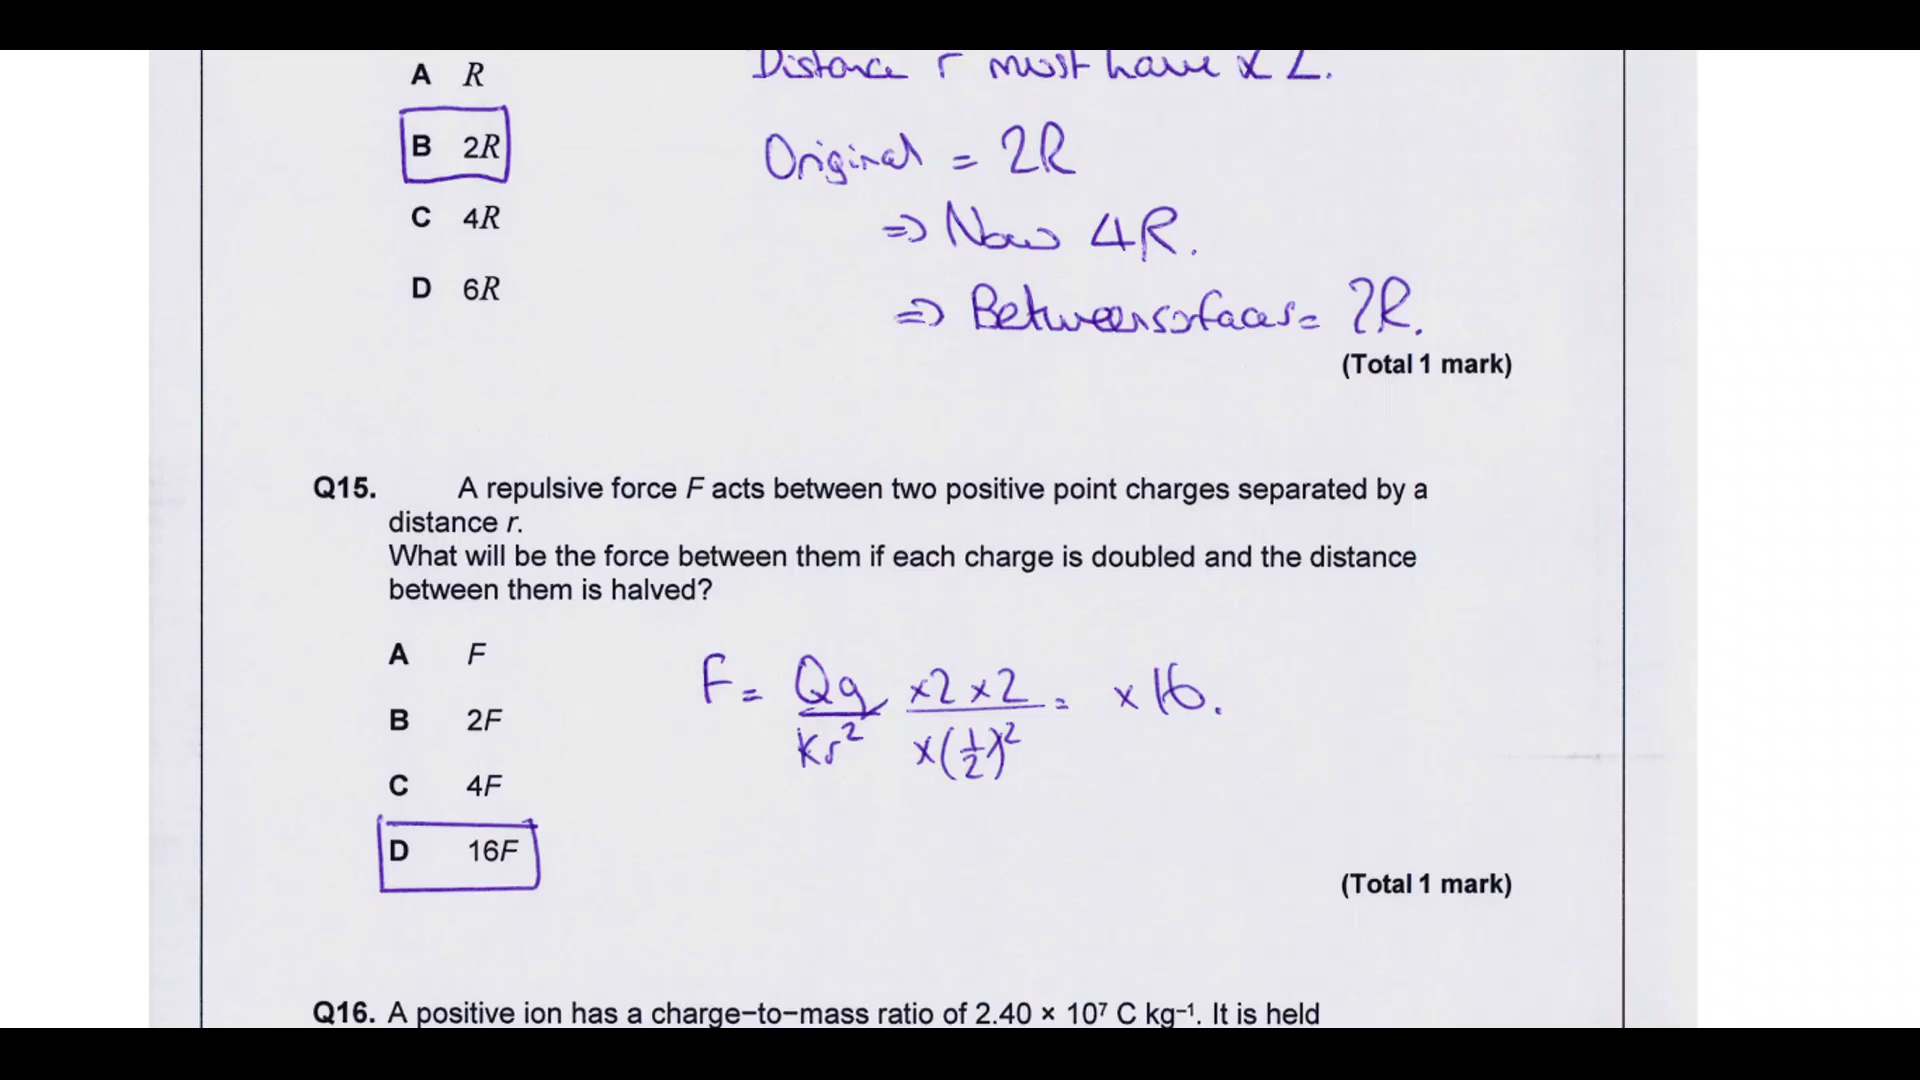 Distance r must have x 2.
A R
B 2R
Original = 2R
C 4R
=> Now 4R.
D 6R
=> Between surfaces = 2R.
(Total 1 mark)
Q15. A repulsive force F acts between two positive point charges separated by a
distance r.
What will be the force between them if each charge is doubled and the distance
between them is halved?
A F
B 2F
C 4F
D 16F
F = Qq/kr² ×2 ×2/×(1/2)² = ×16.
(Total 1 mark)
Q16. A positive ion has a charge−to−mass ratio of 2.40 × 10⁷ C kg⁻¹. It is held